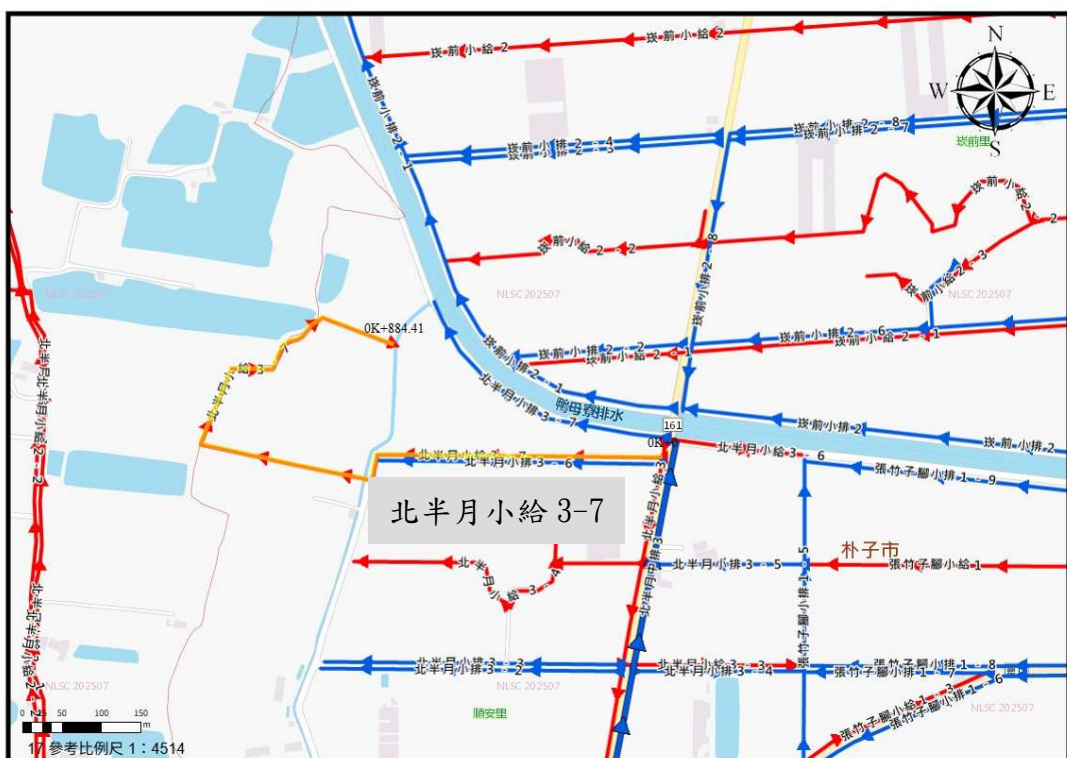 崁前小給 2
崁前小給 2
N
W
E
S
崁前小排 2 - 1
崁前小排 2 - 4
崁前小排 2 - 8
崁前小排 2 - 7
崁前里
崁前小給 2 - 2
崁前小排 2 - 8
崁前小給 2 - 3
NLSC 202507
NLSC 202507
NLSC 202507
0K+884.41
崁前小排 2 - 2
崁前小排 2 - 6
崁前小給 2 - 1
崁前小給 2 - 1
北半月小給 3 - 7
崁前小排 2 - 1
北半月小排 3 - 7
鴨母寮排水
161
崁前小排 2
崁前小排 2
北半月小給 3 - 6
北半月小排 3 - 6
張竹子腳小排 1 - 9
北半月小給 3-7
北半月小給 3
北半月中排 3
朴子市
北半月小給 3 - 4
北半月小排 3 - 5
張竹子腳小排 1 - 5
張竹子腳小給 1
北半月小給 2 - 2
北半月小排 3 - 2
北半月小給 3 - 3
北半月小排 3 - 4
張竹子腳小排 1 - 8
張竹子腳小排 1 - 7
張竹子腳小給 1 - 3
張竹子腳小排 1 - 6
NLSC 202507
NLSC 202507
NLSC 202507
順安里
0 25 50 100 150
m
17 參考比例尺 1：4514